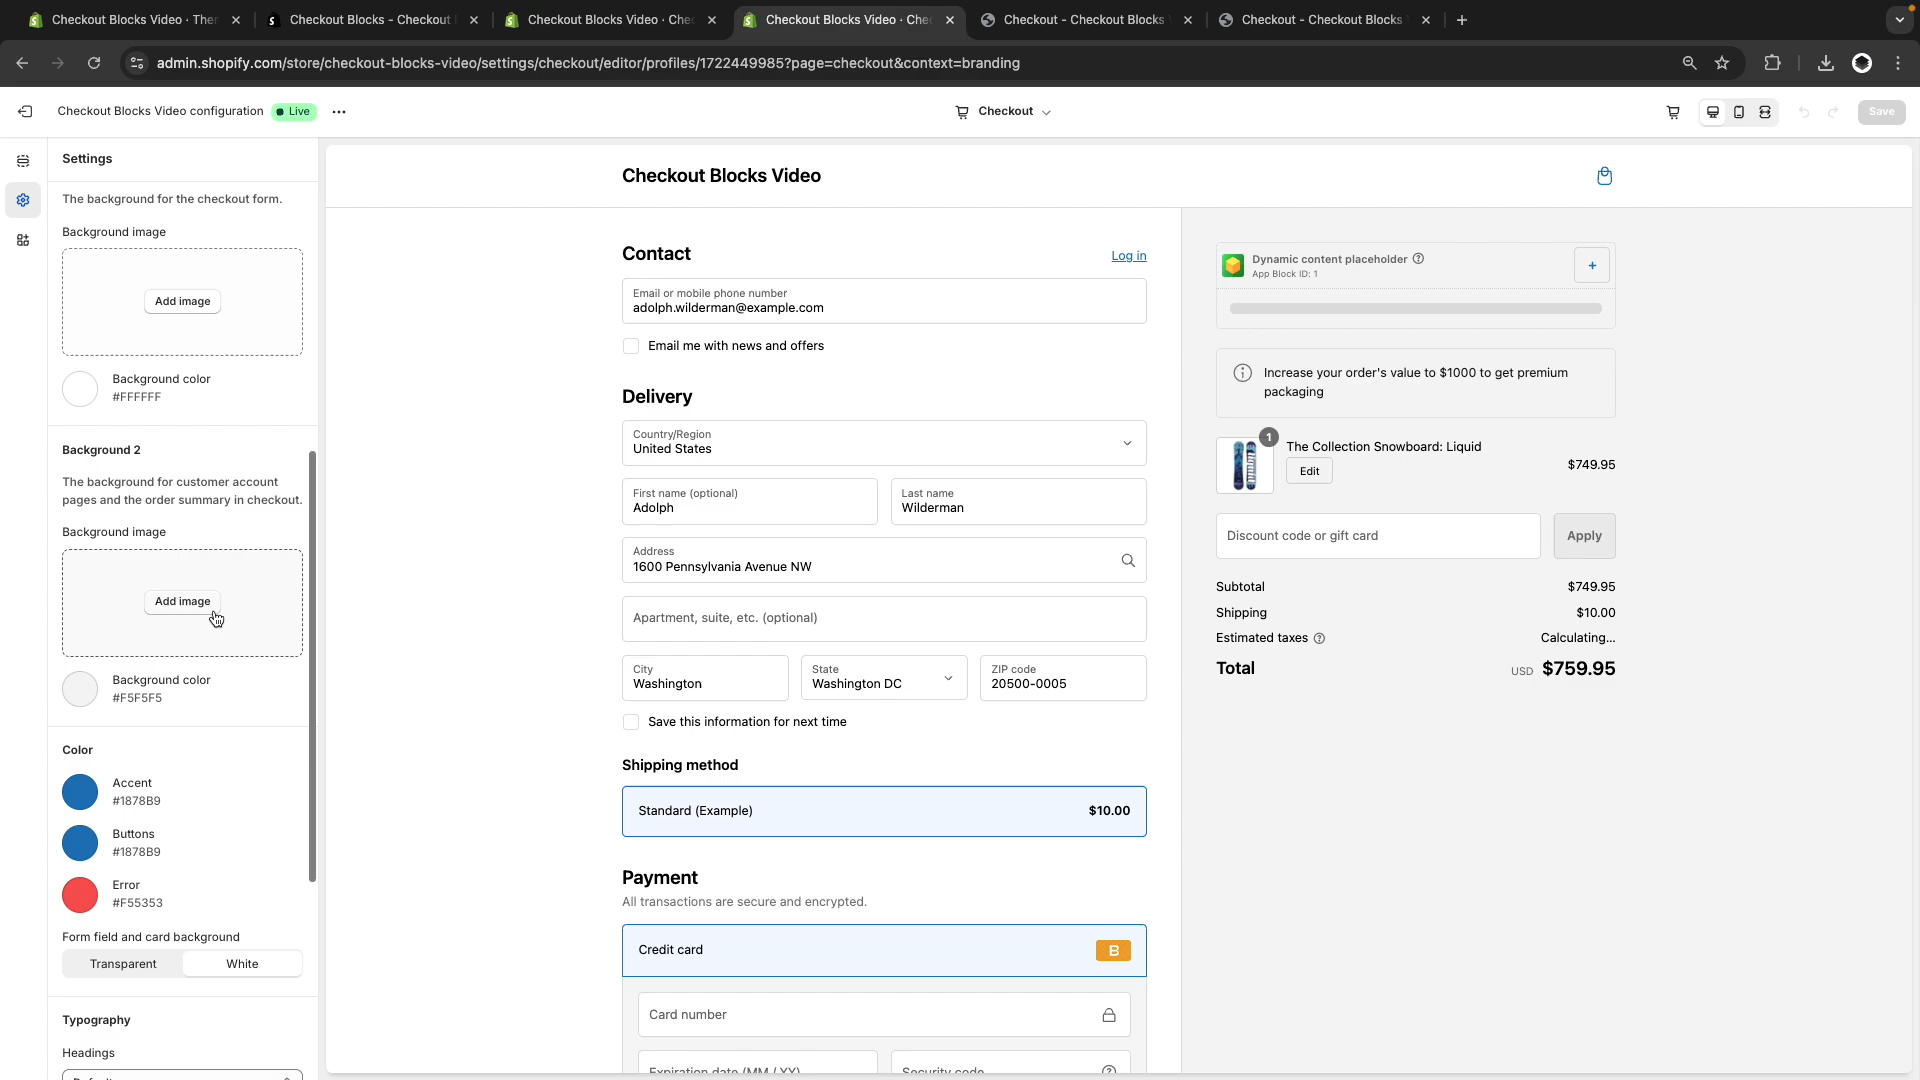 Checkout Blocks Video · Ther
Checkout Blocks - Checkout
Checkout Blocks Video · Chec
Checkout Blocks Video · Che
Checkout - Checkout Blocks
Checkout - Checkout Blocks
admin.shopify.com/store/checkout-blocks-video/settings/checkout/editor/profiles/1722449985?page=checkout&context=branding
Checkout Blocks Video configuration
Live
Checkout
Save
Settings
The background for the checkout form.
Background image
Add image
Background color
#FFFFFF
Background 2
The background for customer account
pages and the order summary in checkout.
Background image
Add image
Background color
#F5F5F5
Color
Accent
#1878B9
Buttons
#1878B9
Error
#F55353
Form field and card background
Transparent
White
Typography
Headings
Checkout Blocks Video
Contact
Log in
Email or mobile phone number
adolph.wilderman@example.com
Email me with news and offers
Delivery
Country/Region
United States
First name (optional)
Adolph
Last name
Wilderman
Address
1600 Pennsylvania Avenue NW
Apartment, suite, etc. (optional)
City
Washington
State
Washington DC
ZIP code
20500-0005
Save this information for next time
Shipping method
Standard (Example)
$10.00
Payment
All transactions are secure and encrypted.
Credit card
B
Card number
Expiration date (MM / YY)
Security code
Dynamic content placeholder
App Block ID: 1
Increase your order's value to $1000 to get premium
packaging
1
The Collection Snowboard: Liquid
Edit
$749.95
Discount code or gift card
Apply
Subtotal
$749.95
Shipping
$10.00
Estimated taxes
Calculating...
Total
USD $759.95